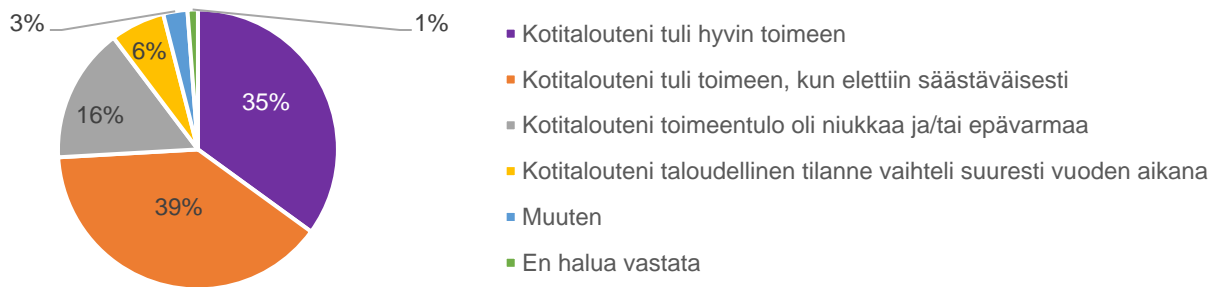 3%
1%
6%
35%
16%
39%
Kotitalouteni tuli hyvin toimeen
Kotitalouteni tuli toimeen, kun elettiin säästäväisesti
Kotitalouteni toimeentulo oli niukkaa ja/tai epävarmaa
Kotitalouteni taloudellinen tilanne vaihteli suuresti vuoden aikana
Muuten
En halua vastata